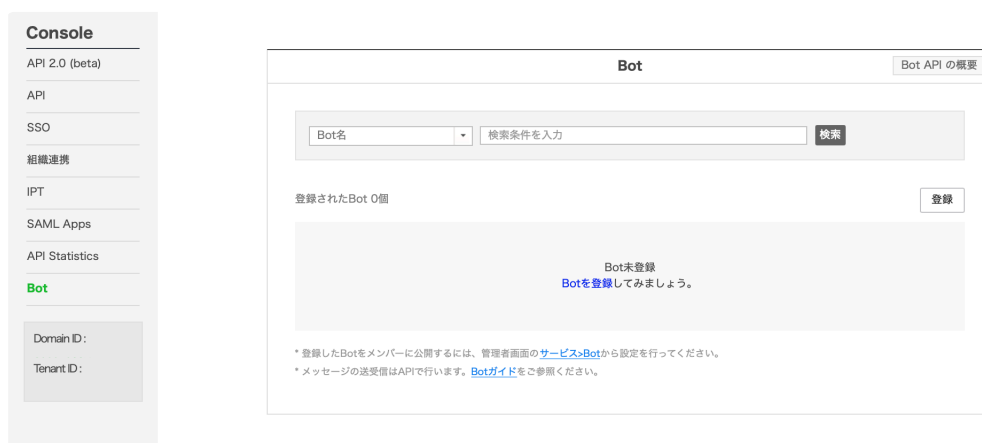 Console
API 2.0 (beta)
API
SSO
組織連携
IPT
SAML Apps
API Statistics
Bot
Domain ID :
Tenant ID :
Bot
Bot API の概要
Bot名
検索条件を入力
検索
登録されたBot 0個
登録
Bot未登録
Botを登録してみましょう。
* 登録したBotをメンバーに公開するには、管理者画面のサービス>Botから設定を行ってください。
* メッセージの送受信はAPIで行います。Botガイドをご参照ください。